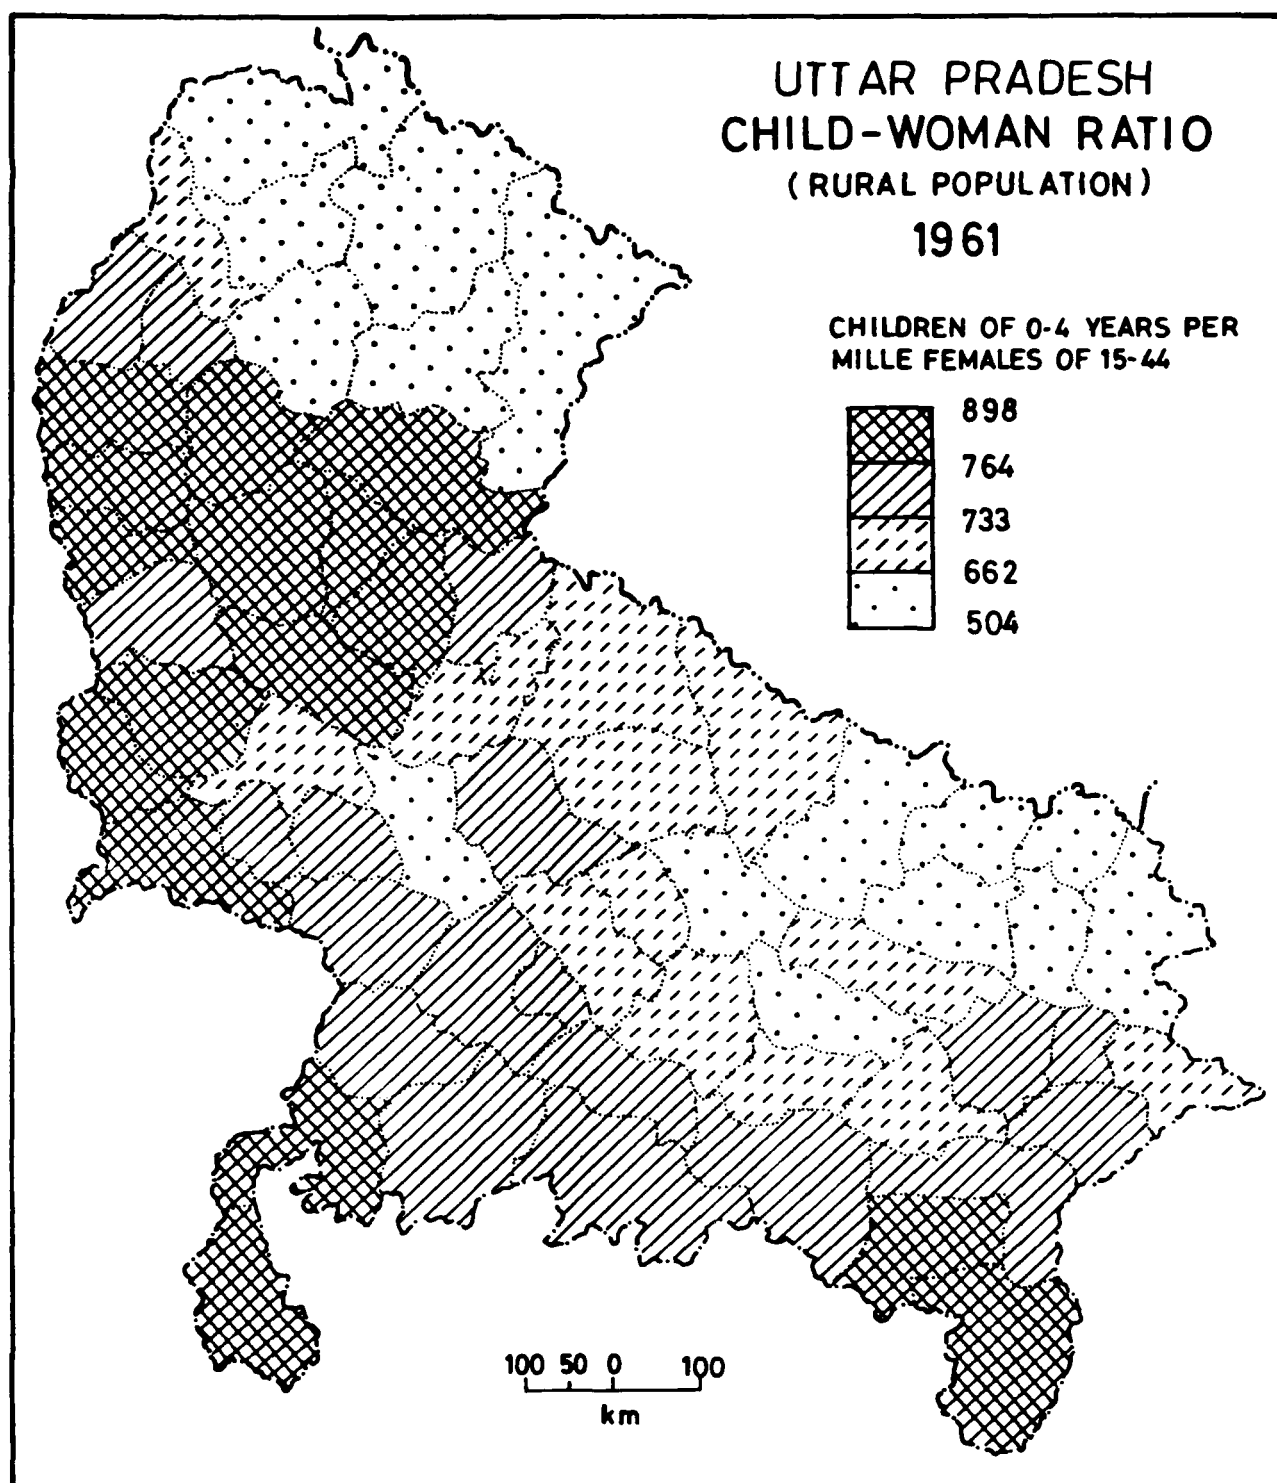 UTTAR PRADESH
CHILD-WOMAN RATIO
(RURAL POPULATION)
1961
CHILDREN OF 0-4 YEARS PER
MILLE FEMALES OF 15-44
898
764
733
662
504
100 50 0 100
km